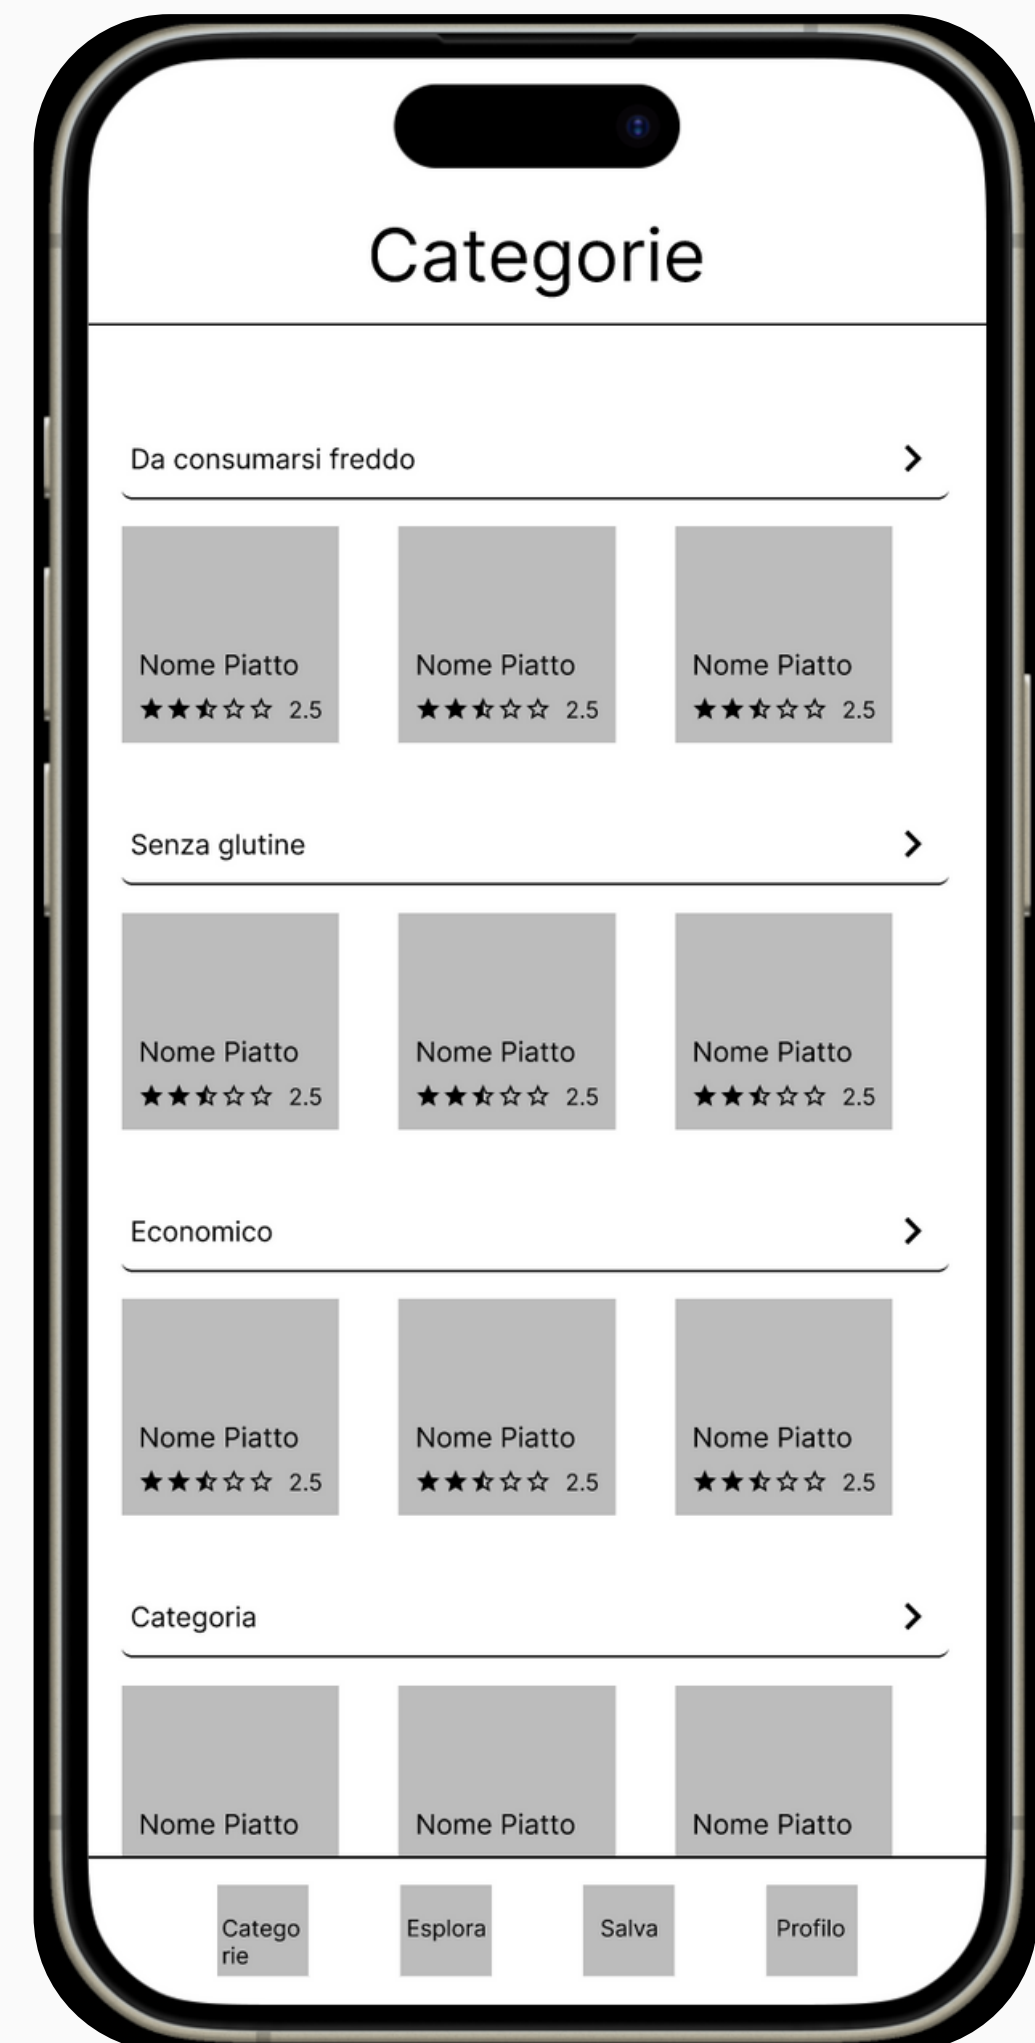 Categorie
Da consumarsi freddo
Nome Piatto Nome Piatto Nome Piatto
2.5 2.5 2.5
Senza glutine
Nome Piatto Nome Piatto Nome Piatto
2.5 2.5 2.5
Economico
Nome Piatto Nome Piatto Nome Piatto
2.5 2.5 2.5
Categoria
Nome Piatto Nome Piatto Nome Piatto
Catego
rie
Esplora
Salva
Profilo